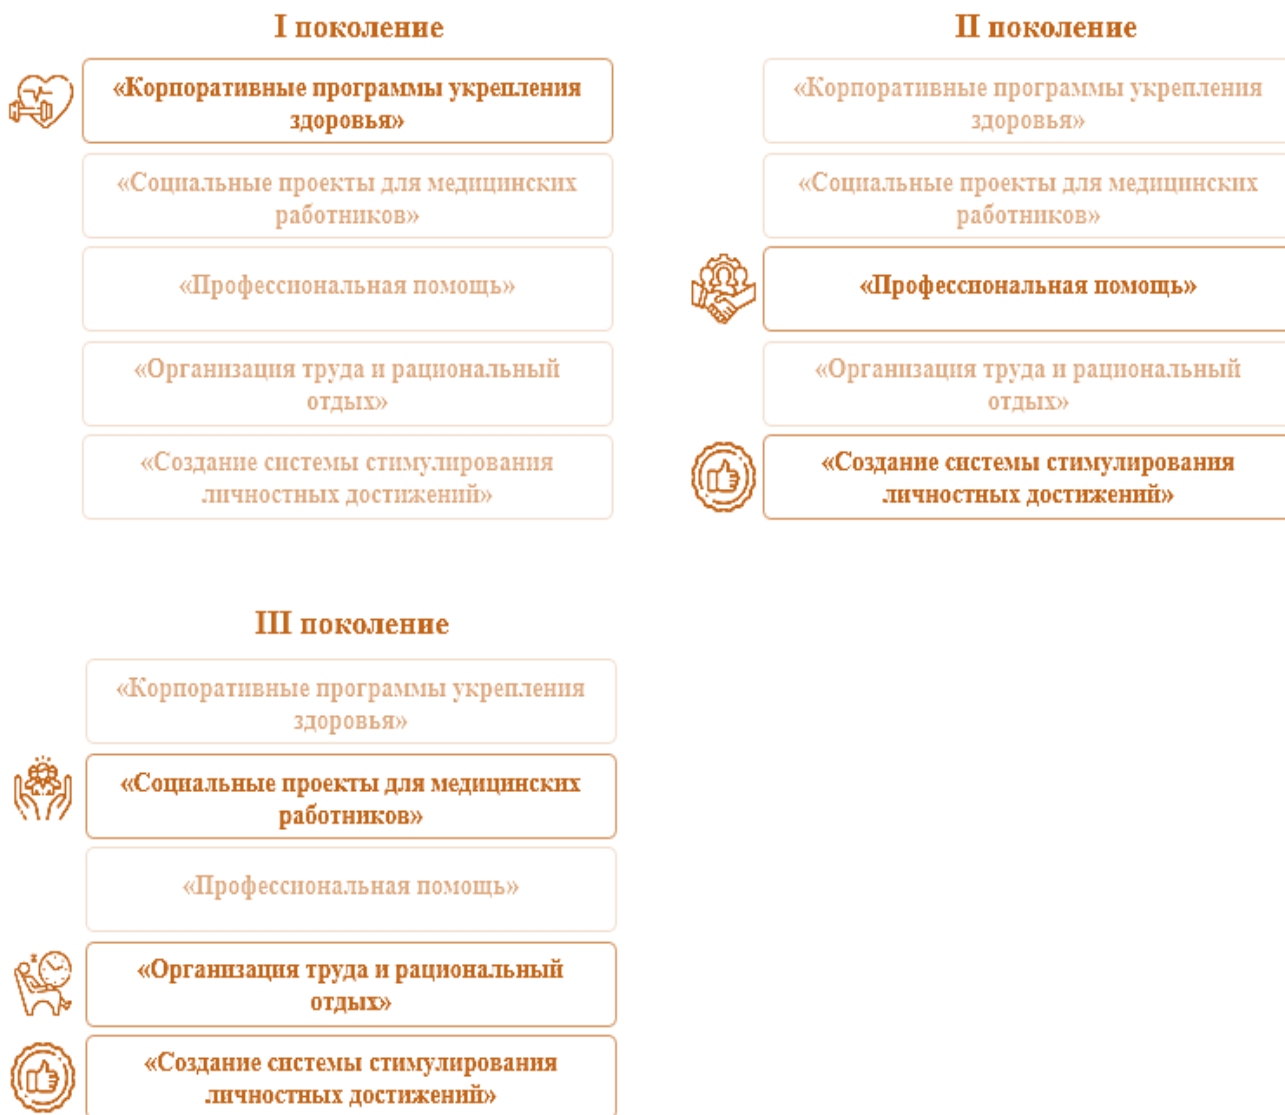 I поколение
«Корпоративные программы укрепления
здоровья»
«Социальные проекты для медицинских
работников»
«Профессиональная помощь»
«Организация труда и рациональный
отдых»
«Создание системы стимулирования
личностных достижений»
II поколение
«Корпоративные программы укрепления
здоровья»
«Социальные проекты для медицинских
работников»
«Профессиональная помощь»
«Организация труда и рациональный
отдых»
«Создание системы стимулирования
личностных достижений»
III поколение
«Корпоративные программы укрепления
здоровья»
«Социальные проекты для медицинских
работников»
«Профессиональная помощь»
«Организация труда и рациональный
отдых»
«Создание системы стимулирования
личностных достижений»